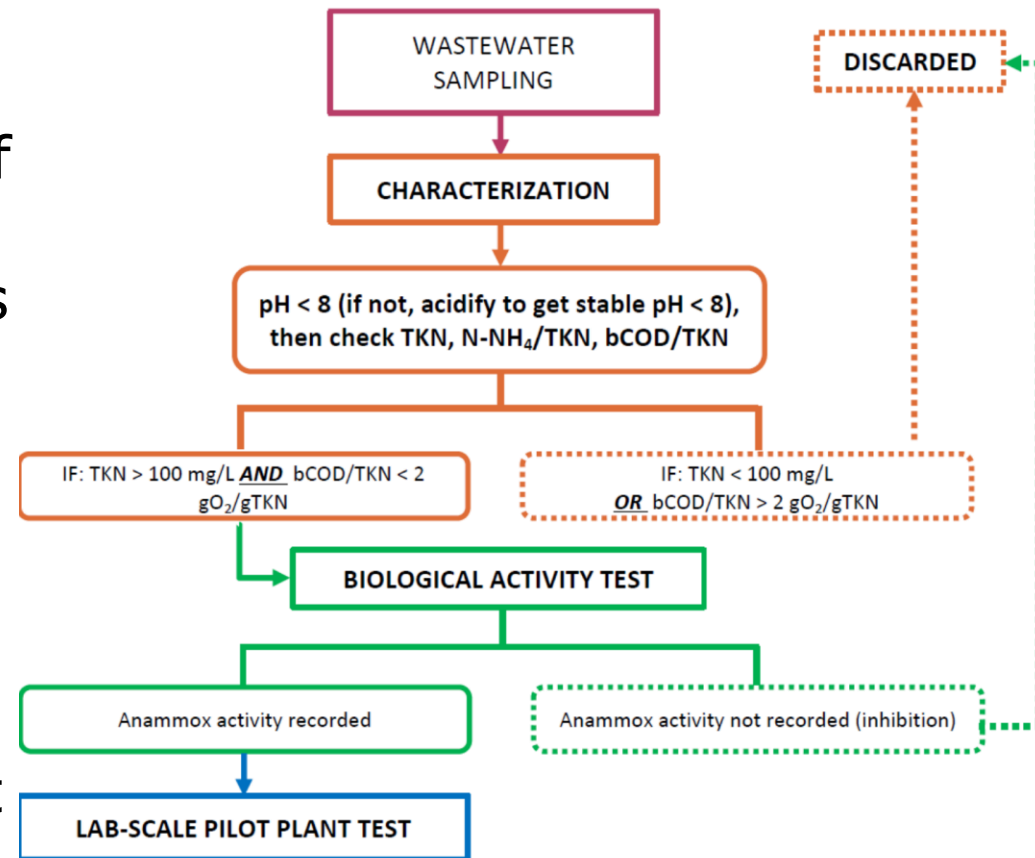 WASTEWATER
SAMPLING
DISCARDED
f
CHARACTERIZATION
s
pH < 8 (if not, acidify to get stable pH < 8),
then check TKN, N-NH₄/TKN, bCOD/TKN
IF: TKN > 100 mg/L AND bCOD/TKN < 2
gO₂/gTKN
IF: TKN < 100 mg/L
OR bCOD/TKN > 2 gO₂/gTKN
BIOLOGICAL ACTIVITY TEST
Anammox activity recorded
Anammox activity not recorded (inhibition)
LAB-SCALE PILOT PLANT TEST